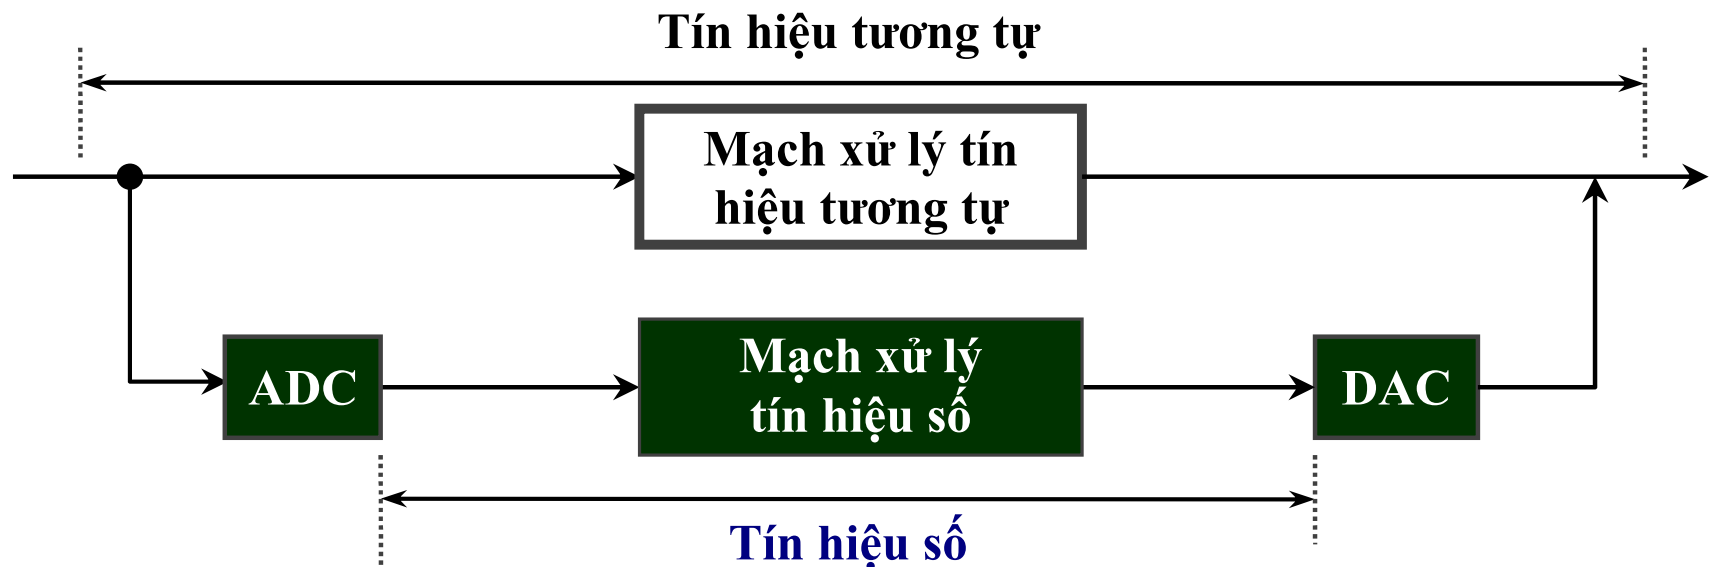 Tín hiệu tương tự
Mạch xử lý tín
hiệu tương tự
ADC
Mạch xử lý
tín hiệu số
DAC
Tín hiệu số